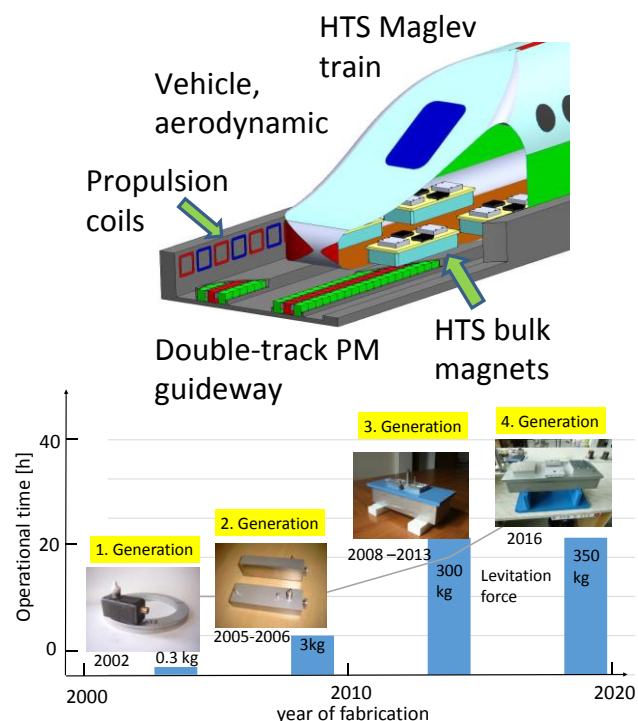 HTS Maglev
train
Vehicle,
aerodynamic
Propulsion
coils
HTS bulk
magnets
Double-track PM
guideway
Operational time [h]
40
20
0
1. Generation
2002
0.3 kg
2. Generation
2005-2006
3kg
3. Generation
2008 –2013
300
kg
4. Generation
2016
Levitation
force
350
kg
2000
2010
2020
year of fabrication